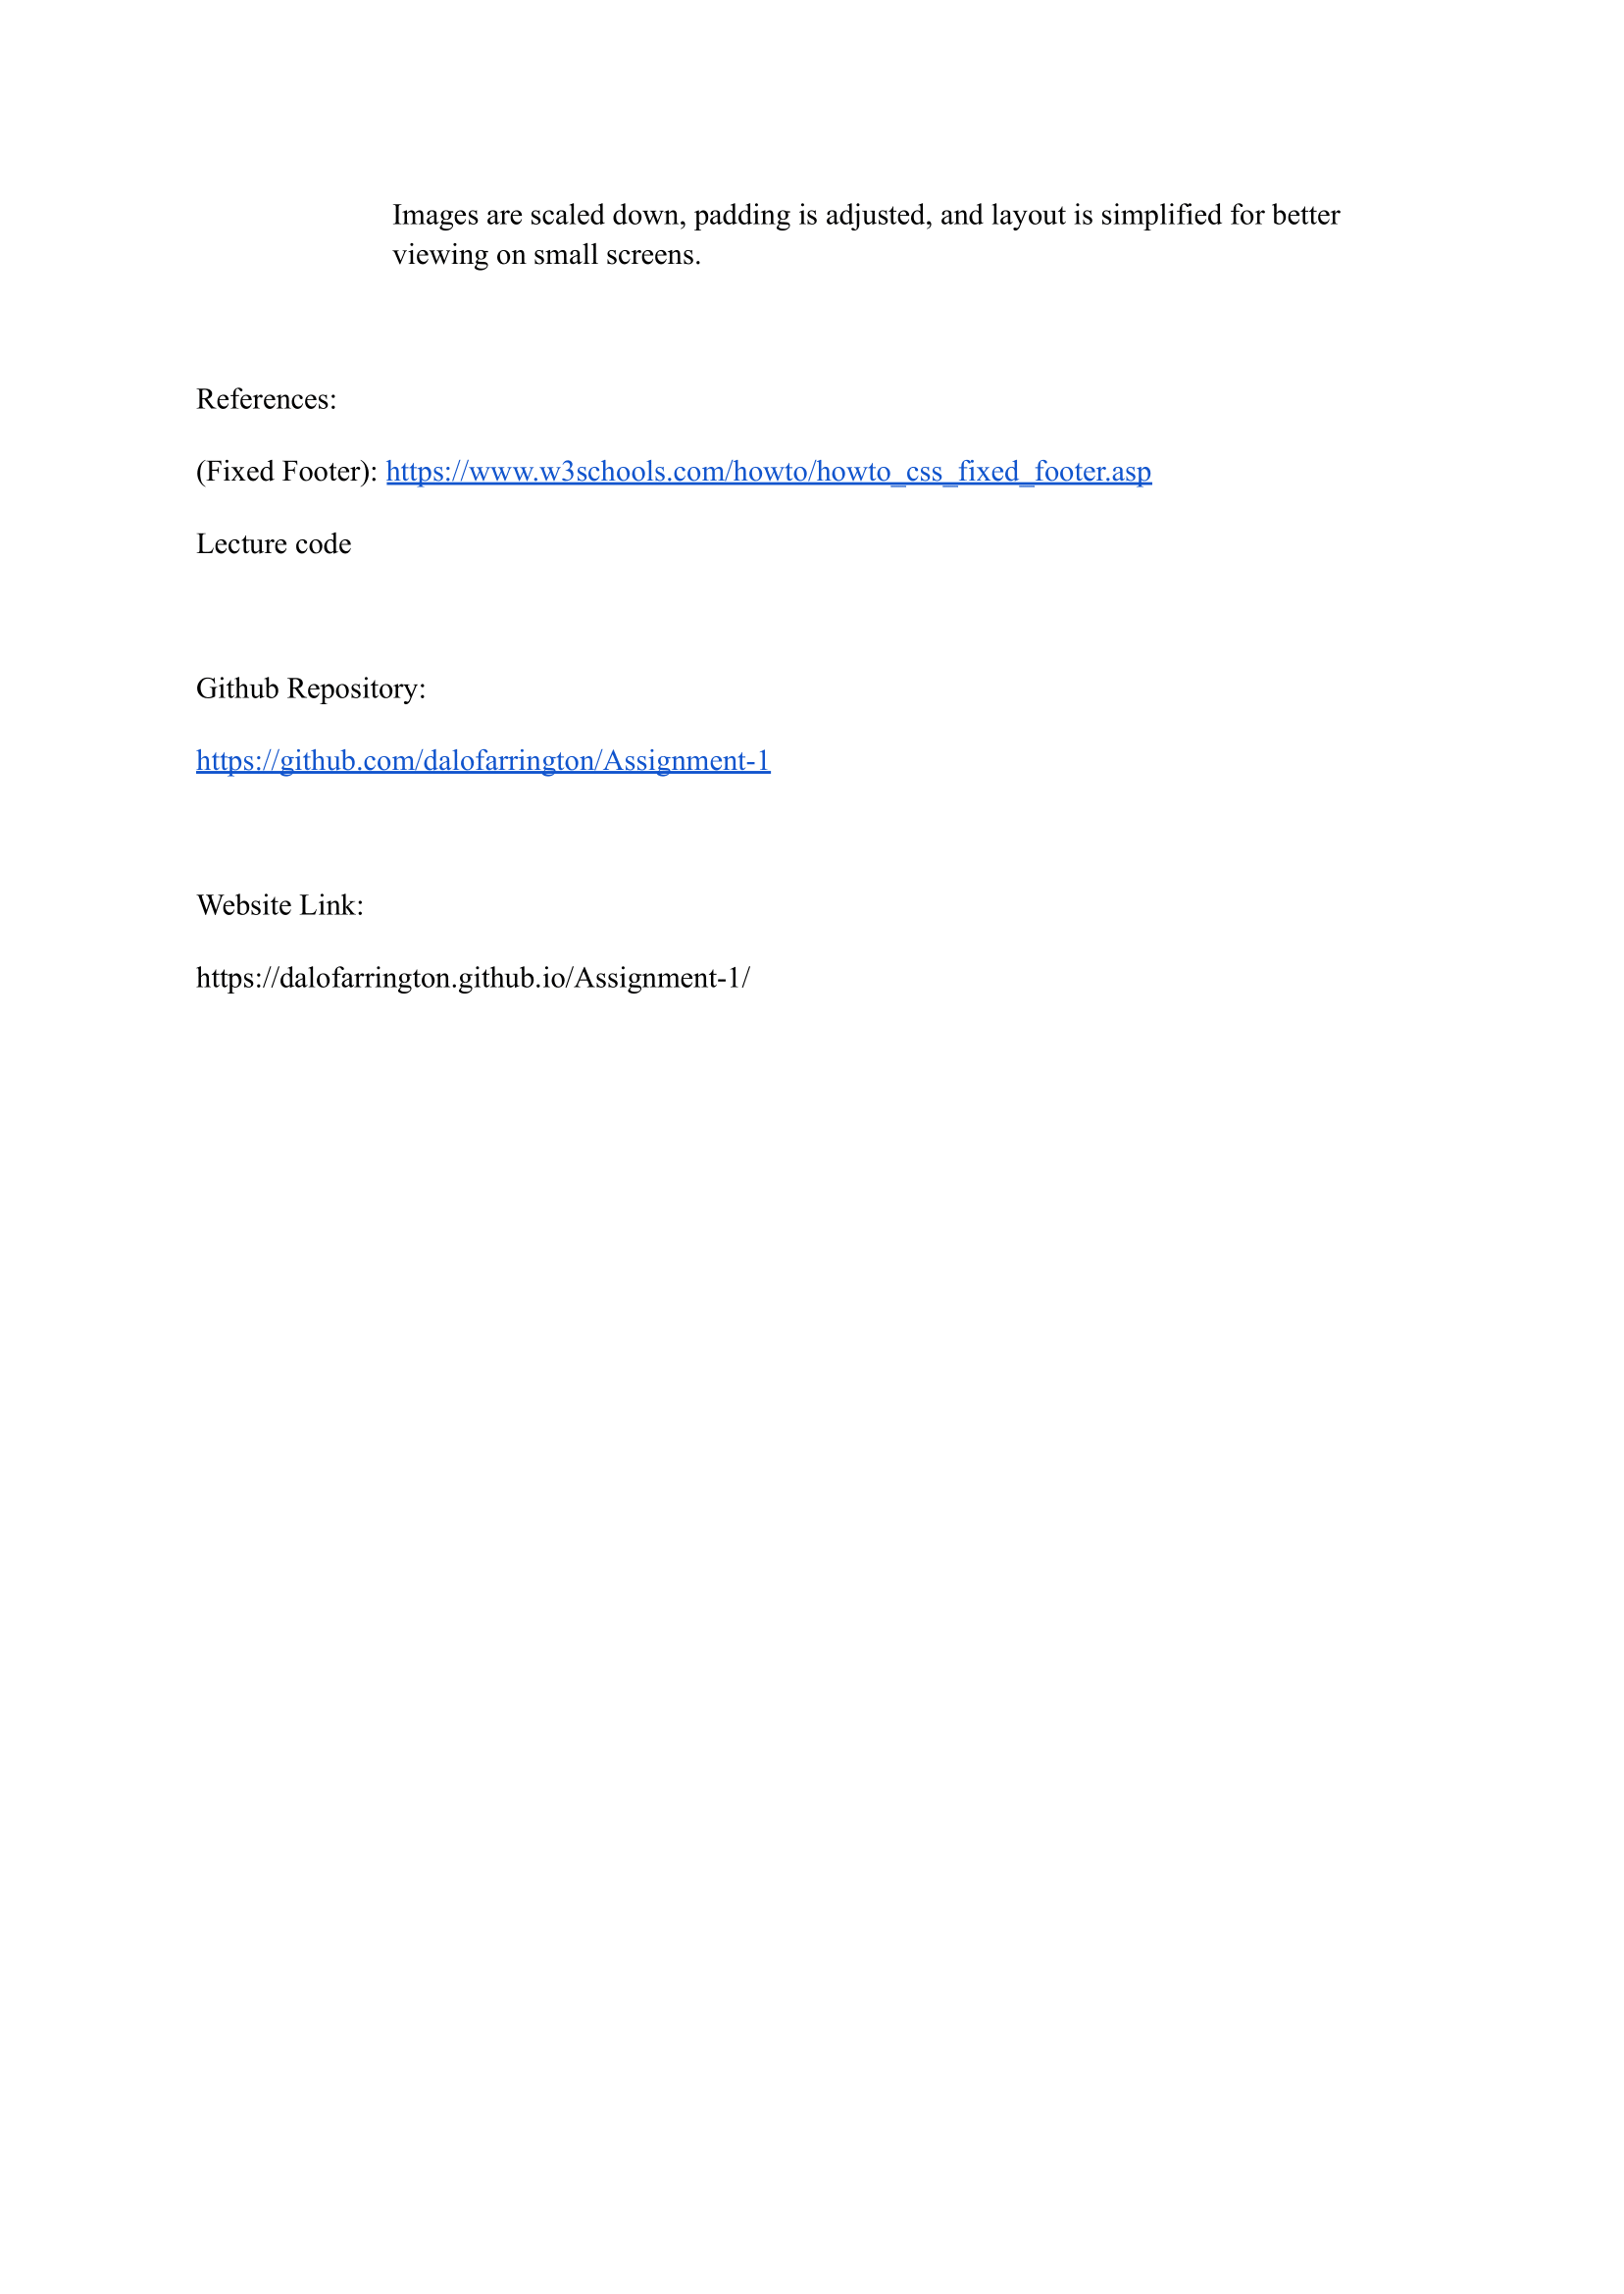 Images are scaled down, padding is adjusted, and layout is simplified for better
viewing on small screens.
References:
(Fixed Footer): https://www.w3schools.com/howto/howto_css_fixed_footer.asp
Lecture code
Github Repository:
https://github.com/dalofarrington/Assignment-1
Website Link:
https://dalofarrington.github.io/Assignment-1/